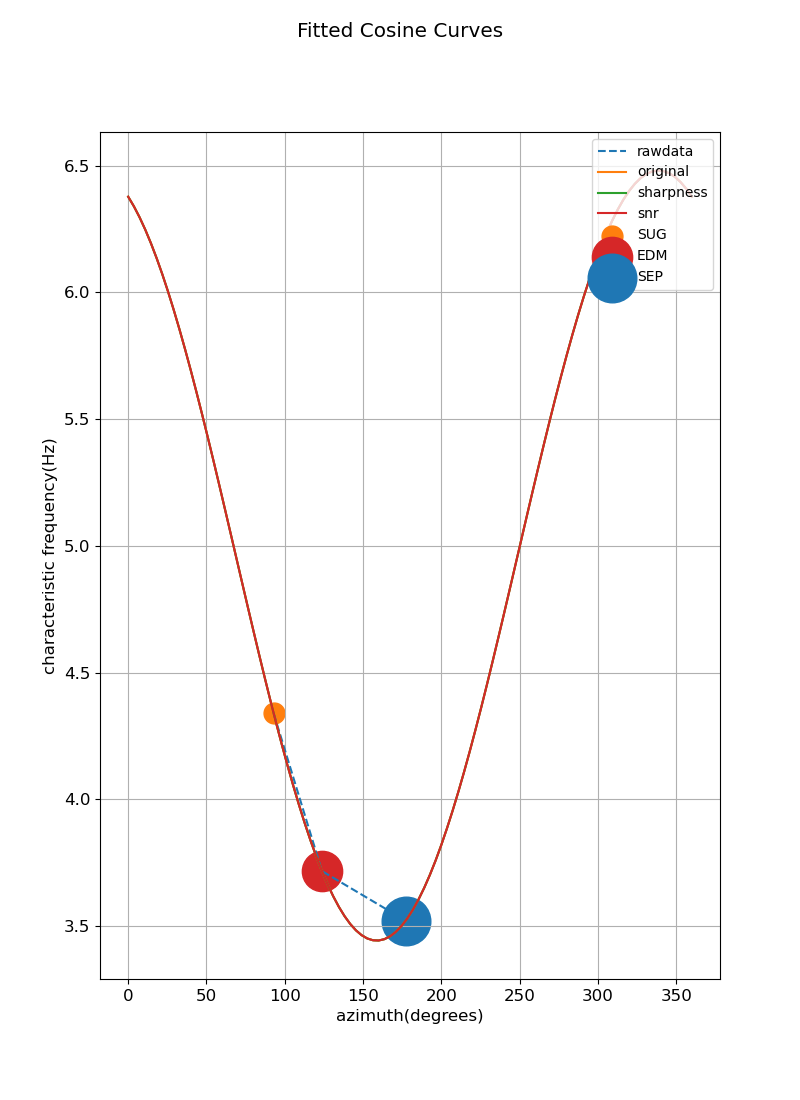 Fitted Cosine Curves
6.5
6.0
5.5
5.0
4.5
4.0
3.5
characteristic frequency(Hz)
rawdata
original
sharpness
snr
SUG
EDM
SEP
0 50 100 150 200 250 300 350
azimuth(degrees)